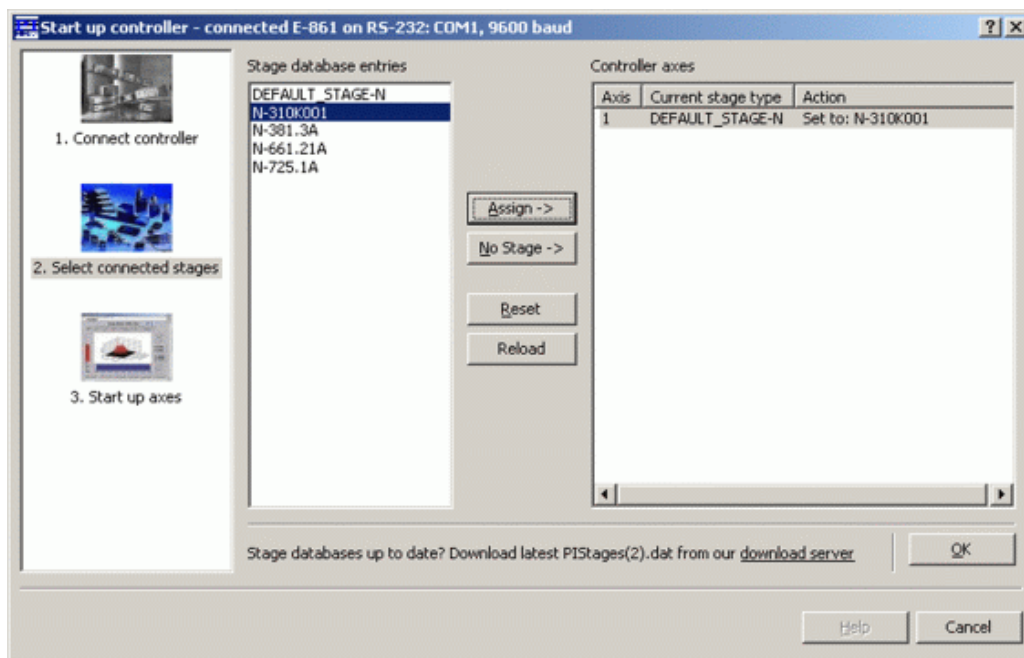 Start up controller - connected E-861 on RS-232: COM1, 9600 baud
1. Connect controller
2. Select connected stages
3. Start up axes
Stage database entries
DEFAULT_STAGE-N
N-310K001
N-381.3A
N-661.21A
N-725.1A
Assign ->
No Stage ->
Reset
Reload
Controller axes
Axis Current stage type Action
1 DEFAULT_STAGE-N Set to: N-310K001
Stage databases up to date? Download latest PIStages(2).dat from our download server
OK
Help
Cancel